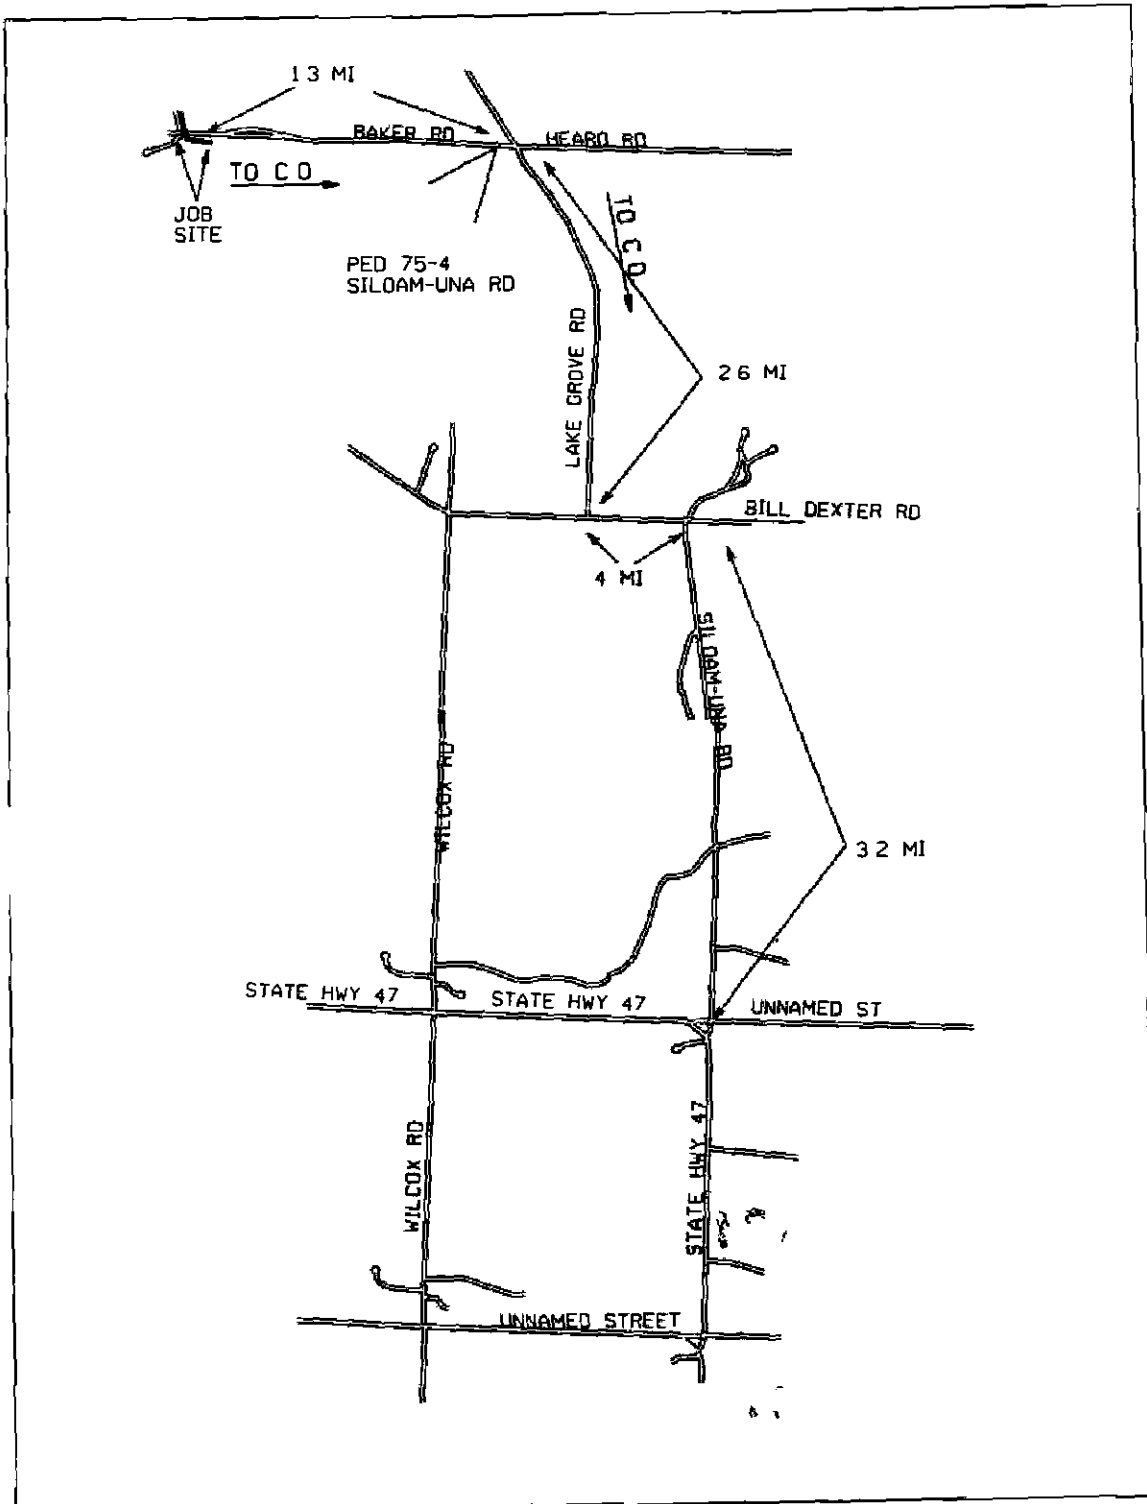 1 3 MI
BAKER RD
HEARD RD
TO C O
JOB
SITE
TO C O
PED 75-4
SILOAM-UNA RD
LAKE GROVE RD
2 6 MI
BILL DEXTER RD
4 MI
SILOAM-UNA RD
WILCOX RD
3 2 MI
STATE HWY 47
STATE HWY 47
UNNAMED ST
WILCOX RD
STATE HWY 47
UNNAMED STREET